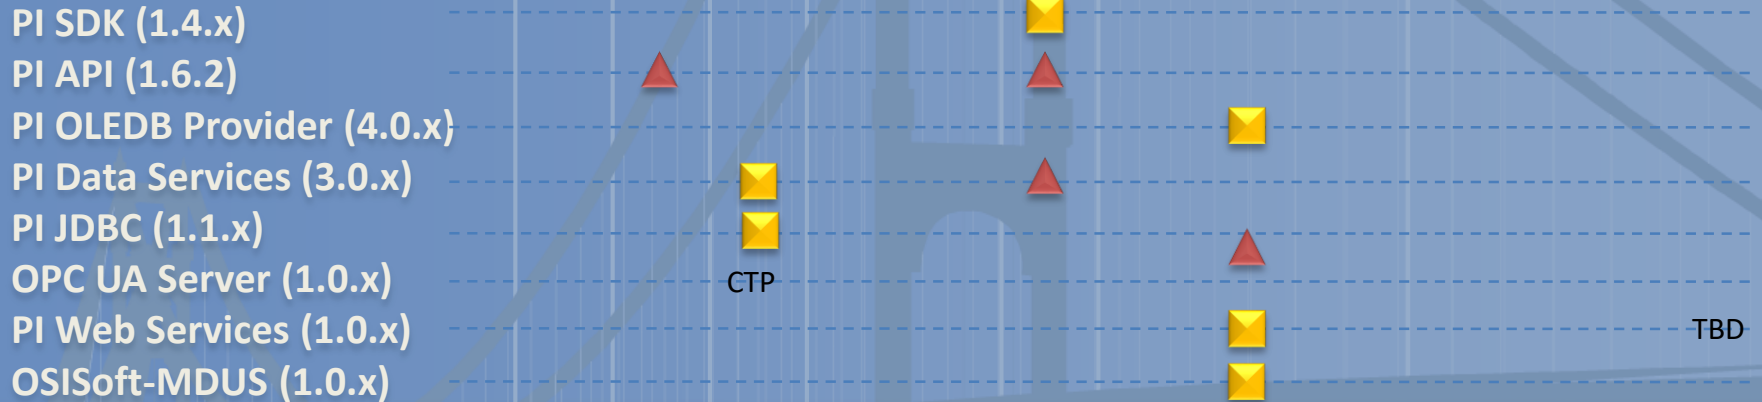 PI SDK (1.4.x)
PI API (1.6.2)
PI OLEDB Provider (4.0.x)
PI Data Services (3.0.x)
PI JDBC (1.1.x)
OPC UA Server (1.0.x)
CTP
PI Web Services (1.0.x)
TBD
OSISoft-MDUS (1.0.x)